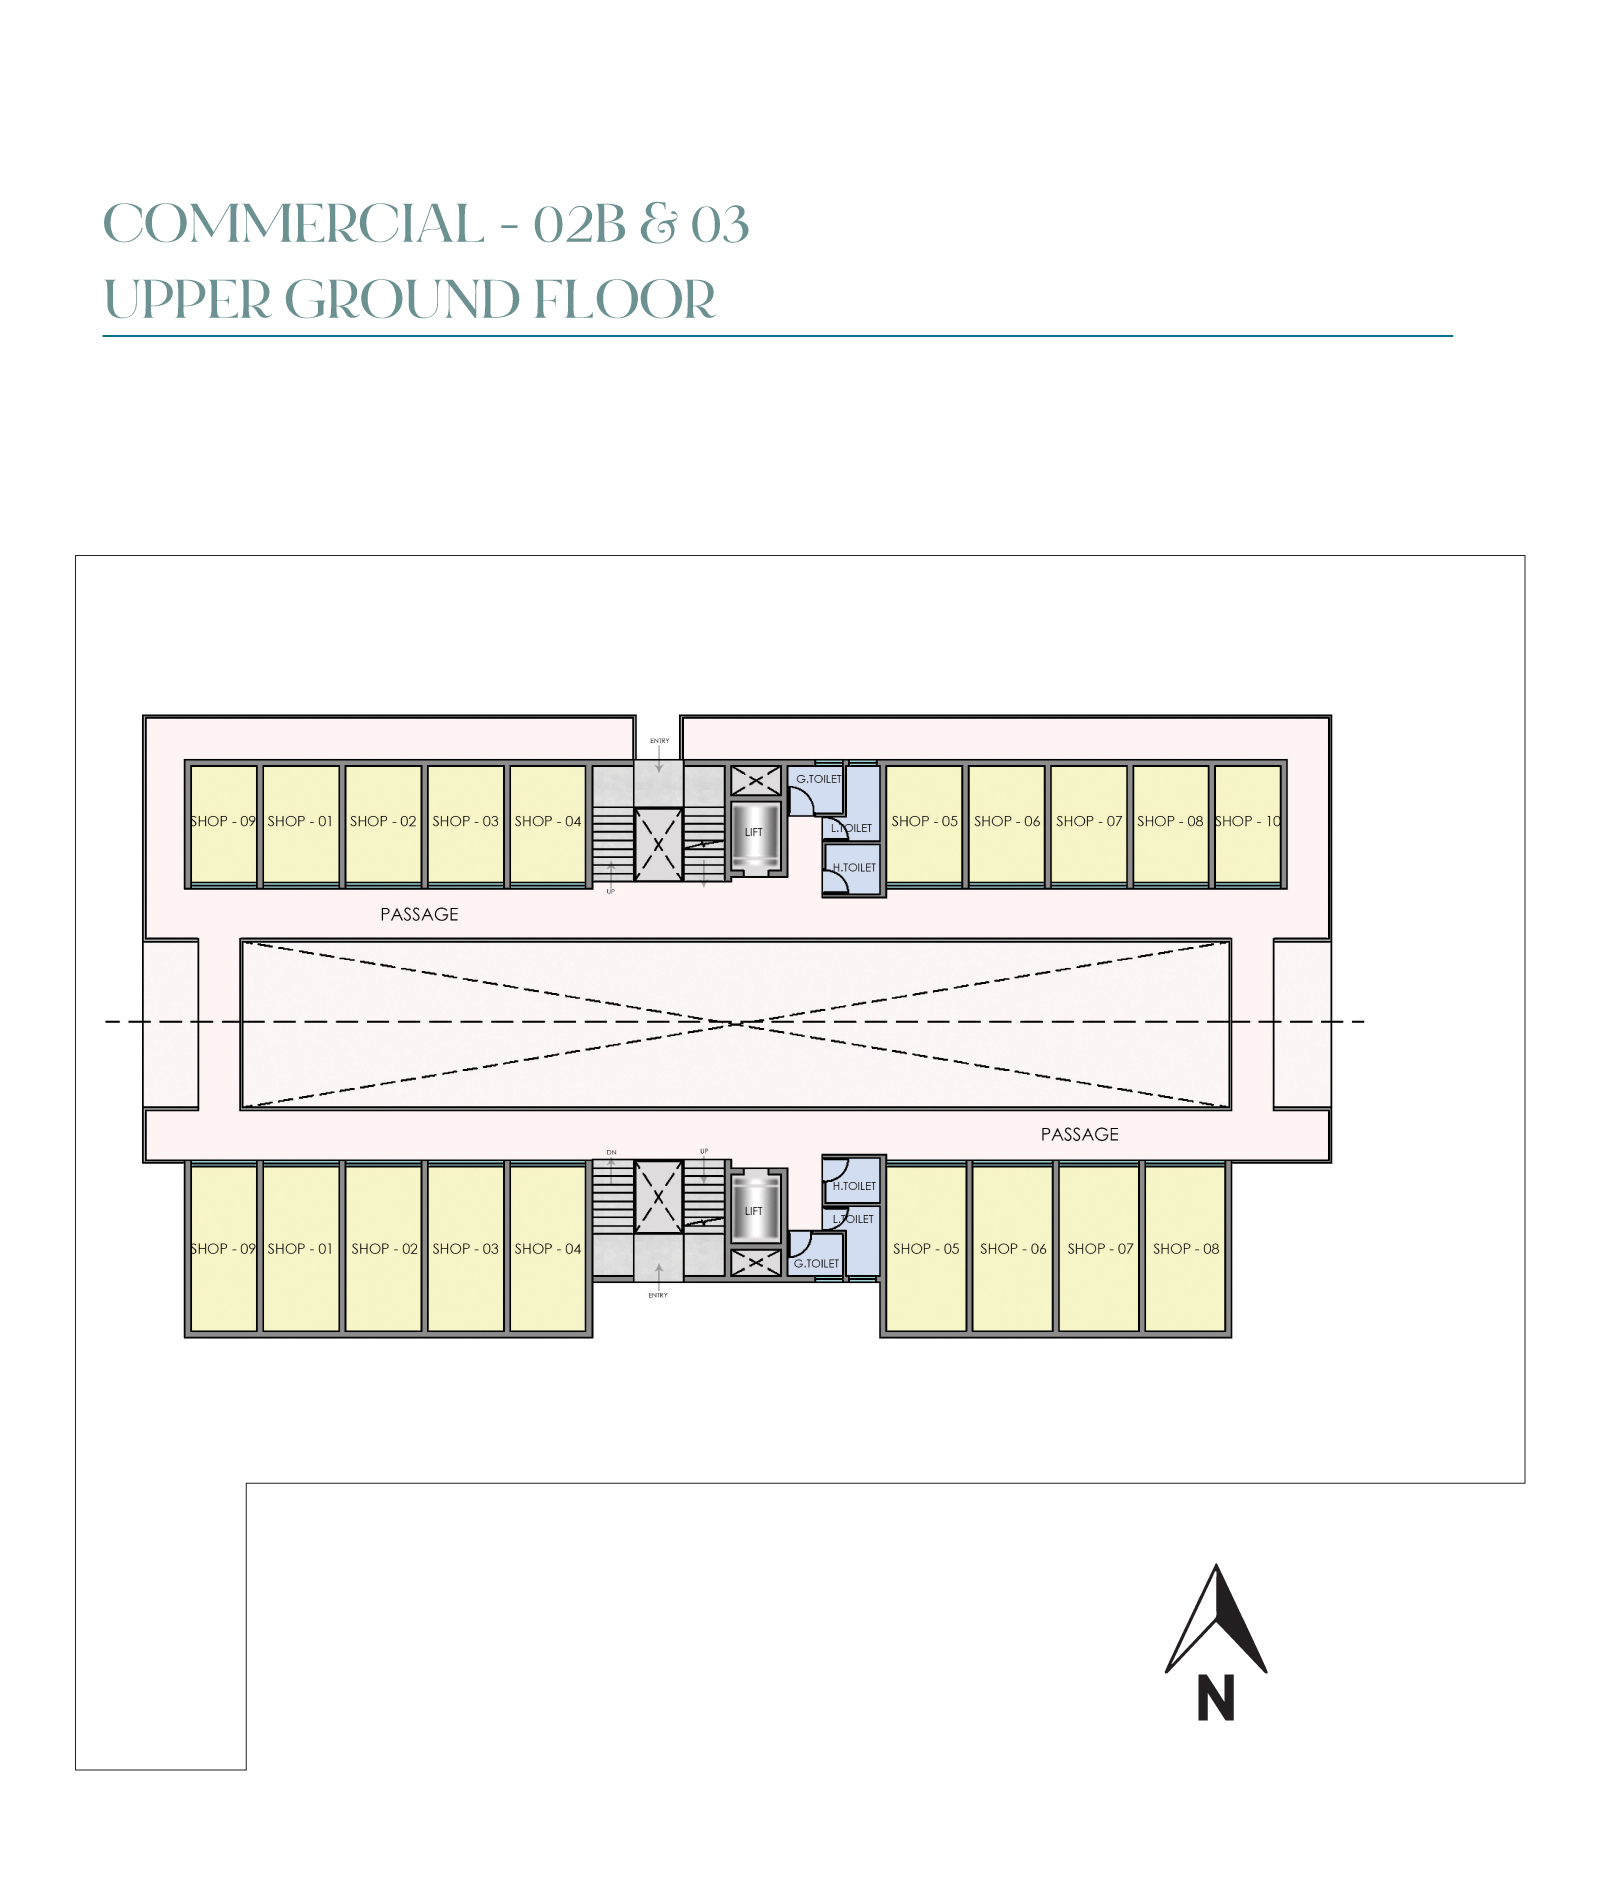 COMMERCIAL - 02B & 03
UPPER GROUND FLOOR
ENTRY
G.TOILET
SHOP - 09
SHOP - 01
SHOP - 02
SHOP - 03
SHOP - 04
LIFT
L.TOILET
SHOP - 05
SHOP - 06
SHOP - 07
SHOP - 08
SHOP - 10
H.TOILET
UP
PASSAGE
PASSAGE
DN
UP
H.TOILET
LIFT
L.TOILET
SHOP - 09
SHOP - 01
SHOP - 02
SHOP - 03
SHOP - 04
G.TOILET
SHOP - 05
SHOP - 06
SHOP - 07
SHOP - 08
ENTRY
N